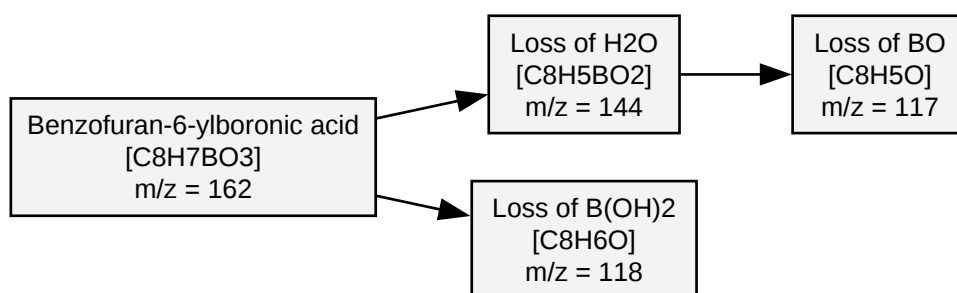 Benzofuran-6-ylboronic acid
[C8H7BO3]
m/z = 162
Loss of H2O
[C8H5BO2]
m/z = 144
Loss of BO
[C8H5O]
m/z = 117
Loss of B(OH)2
[C8H6O]
m/z = 118